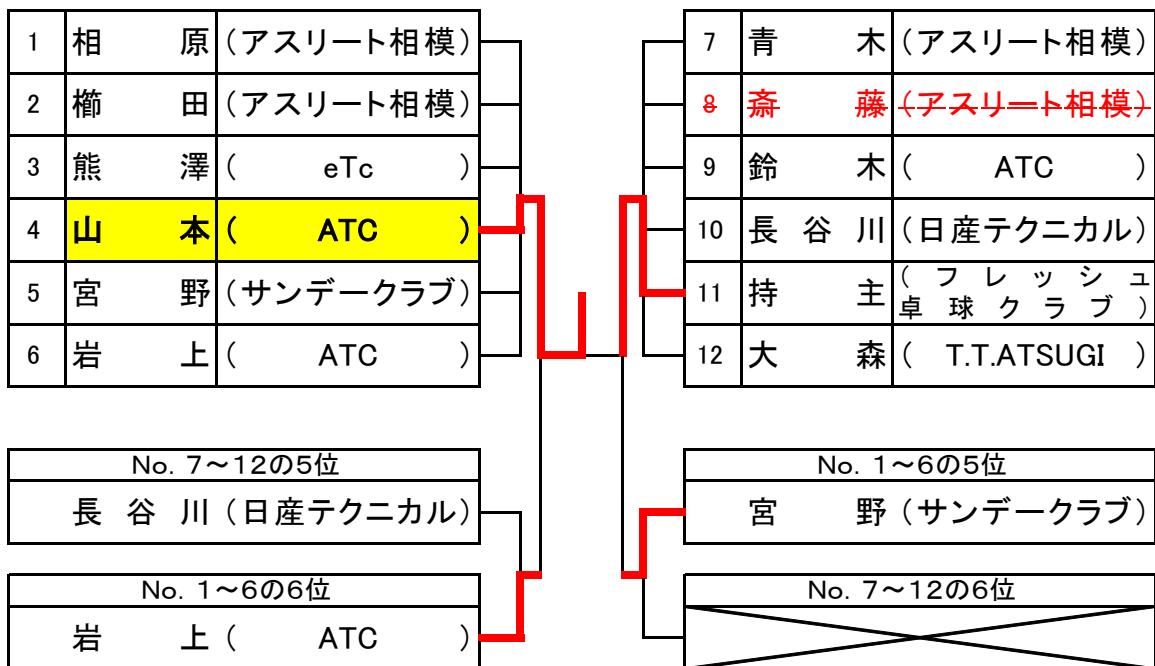 1 相原 (アスリート相模)
2 櫛田 (アスリート相模)
3 熊澤 (eTc)
4 山本 (ATC)
5 宮野 (サンデークラブ)
6 岩上 (ATC)
7 青木 (アスリート相模)
8 斎藤 (アスリート相模)
9 鈴木 (ATC)
10 長谷川 (日産テクニカル)
11 持主 (フレッシュ
卓球クラブ)
12 大森 (T.T.ATSUGI)
No. 7～12の5位
長谷川 (日産テクニカル)
No. 1～6の6位
岩上 (ATC)
No. 1～6の5位
宮野 (サンデークラブ)
No. 7～12の6位